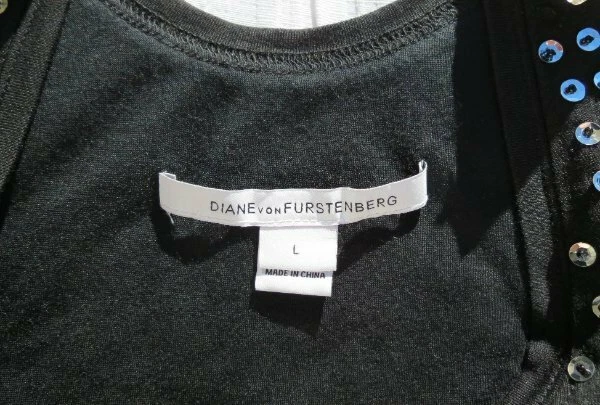 DIANE VON FURSTENBERG
L
MADE IN CHINA